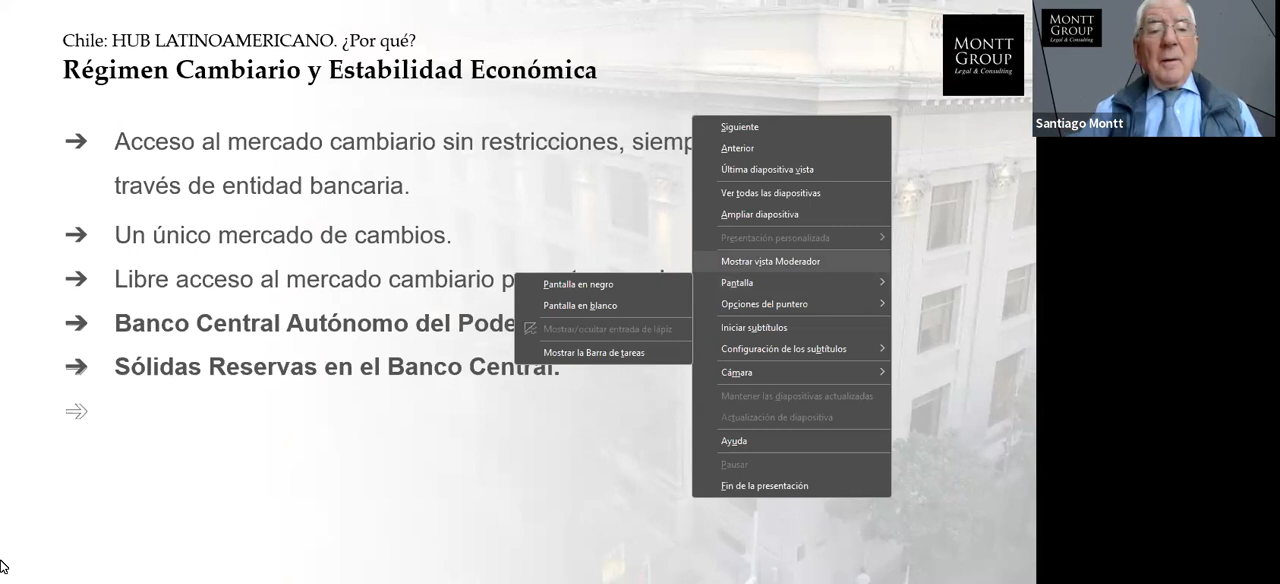 Chile: HUB LATINOAMERICANO. ¿Por qué?
Régimen Cambiario y Estabilidad Económica
Acceso al mercado cambiario sin restricciones,
través de entidad bancaria.
Un único mercado de cambios.
Libre acceso al mercado cambiario
Banco Central Autónomo del
Sólidas Reservas en el Banco Central.
Pantalla en negro
Pantalla en blanco
Mostrar/ocultar entrada de lápiz
Mostrar la Barra de tareas
Siguiente
Anterior
Última diapositiva vista
Ver todas las diapositivas
Ampliar diapositiva
Presentación personalizada
Mostrar vista Moderador
Pantalla
Opciones del puntero
Iniciar subtítulos
Configuración de los subtítulos
Cámara
Mantener las diapositivas actualizadas
Actualización de diapositiva
Ayuda
Pausar
Fin de la presentación
MONTT
GROUP
Legal & Consulting
MONTT
GROUP
Legal & Consulting
Santiago Montt